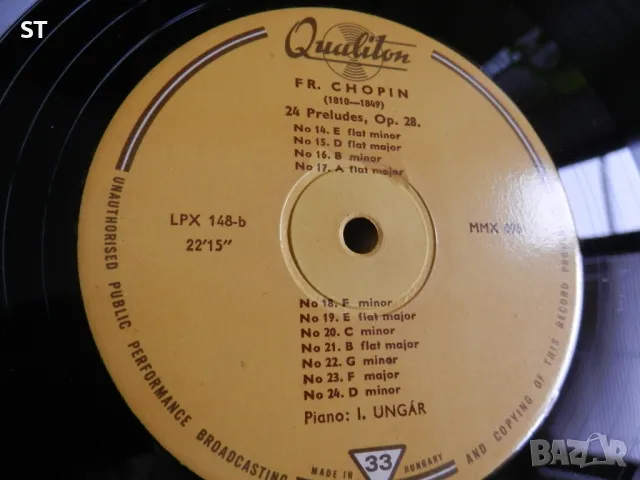 ST
Qualiton
FR. CHOPIN
(1810—1849)
24 Preludes, Op. 28.
No 14. E flat minor
No 15. D flat major
No 16. B minor
No 17. A flat major
LPX 148-b
22'15"
MMX
No 18. F minor
No 19. E flat major
No 20. C minor
No 21. B flat major
No 22. G minor
No 23. F major
No 24. D minor
Piano: I. UNGÁR
UNAUTHORISED PUBLIC PERFORMANCE BROADCASTING AND COPYING OF THIS RECORD
MADE IN 33 HUNGARY
BAZAR
bg